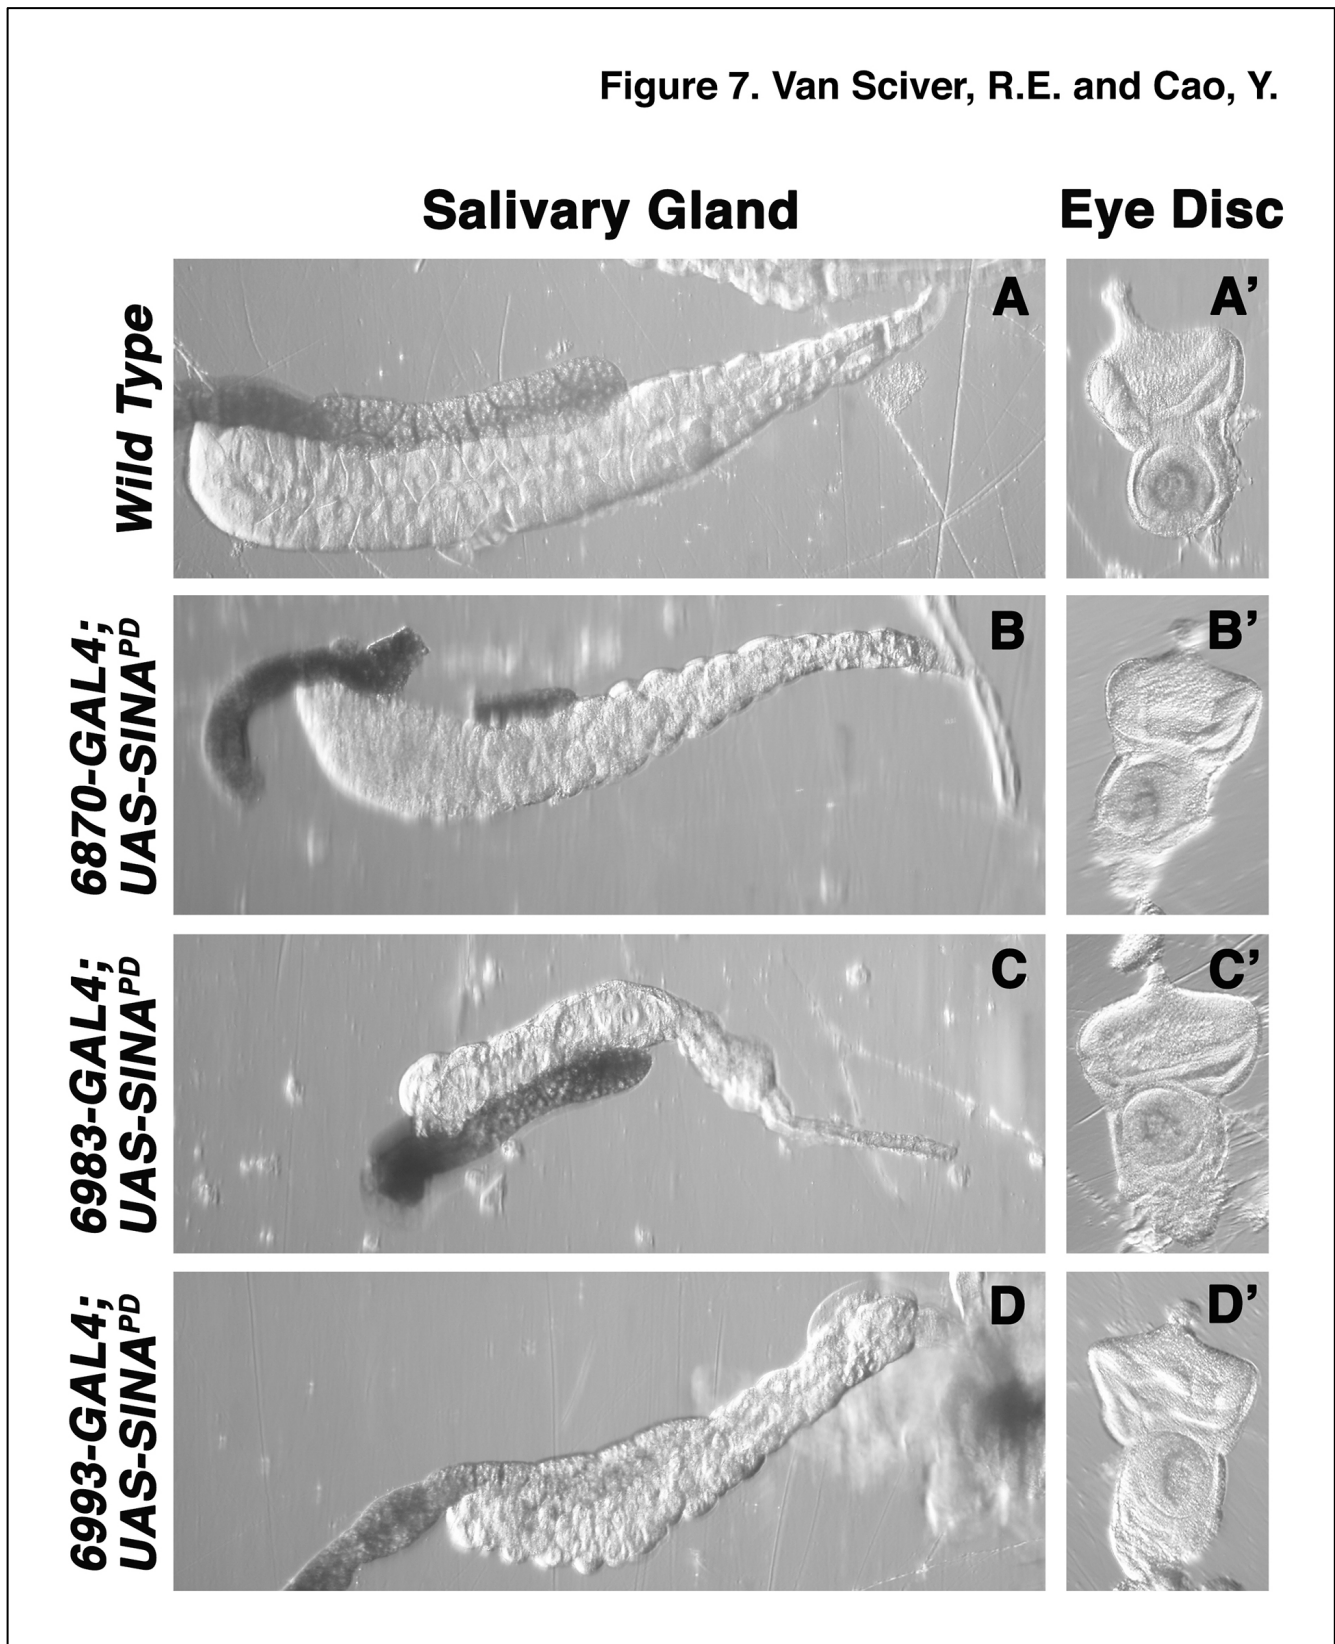 Figure 7. Van Sciver, R.E. and Cao, Y.
Salivary Gland
Eye Disc
Wild Type
A
A’
6870-GAL4;
UAS-SINAᴾᴰ
B
B’
6983-GAL4;
UAS-SINAᴾᴰ
C
C’
6993-GAL4;
UAS-SINAᴾᴰ
D
D’